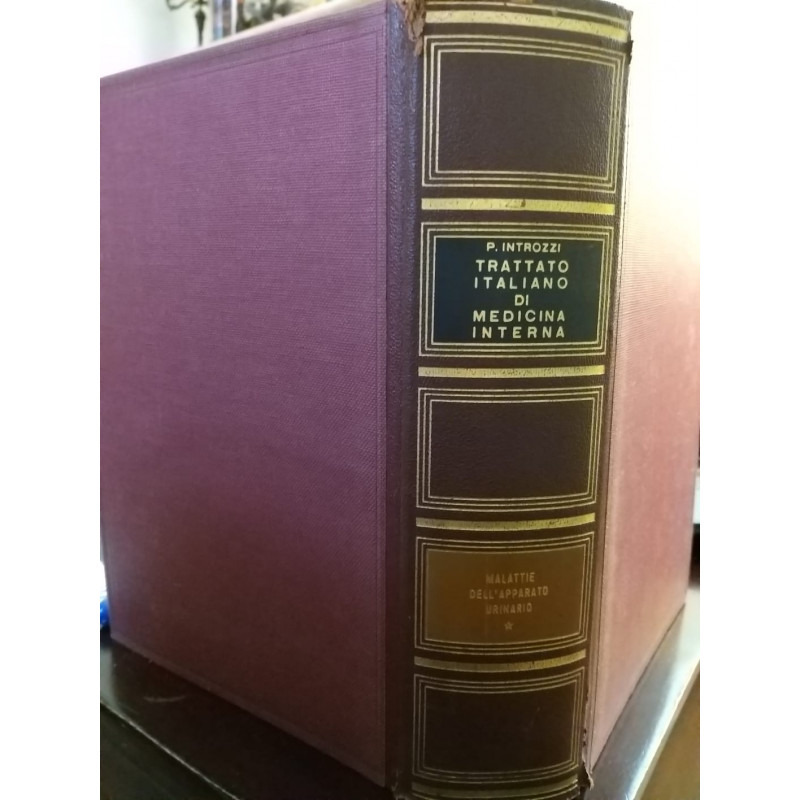 P. INTROZZI
TRATTATO
ITALIANO
DI
MEDICINA
INTERNA
MALATTIE
DELL'APPARATO
URINARIO
*